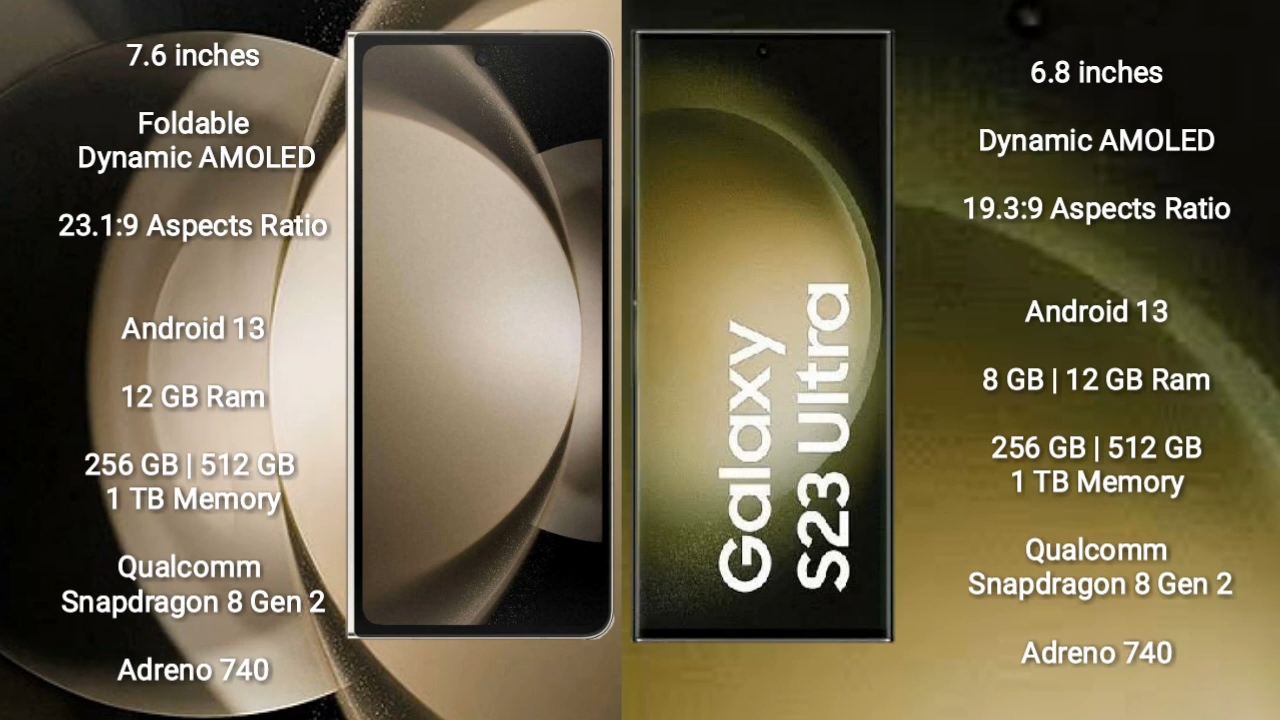 7.6 inches
Foldable
Dynamic AMOLED
23.1:9 Aspects Ratio
Android 13
12 GB Ram
256 GB | 512 GB
1 TB Memory
Qualcomm
Snapdragon 8 Gen 2
Adreno 740
Galaxy
S23 Ultra
6.8 inches
Dynamic AMOLED
19.3:9 Aspects Ratio
Android 13
8 GB | 12 GB Ram
256 GB | 512 GB
1 TB Memory
Qualcomm
Snapdragon 8 Gen 2
Adreno 740